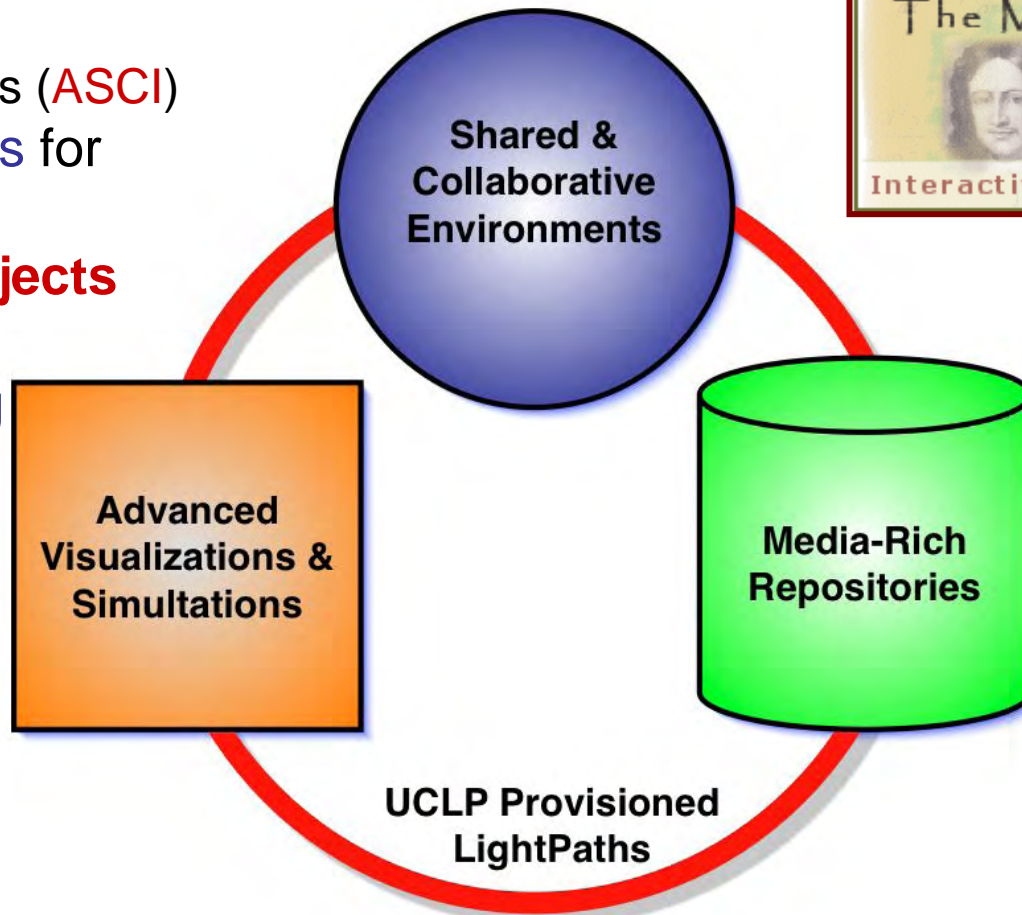 s (ASCI)
s for
jects
g
The M
Interacti
Shared &
Collaborative
Environments
Advanced
Visualizations &
Simultations
Media-Rich
Repositories
UCLP Provisioned
LightPaths